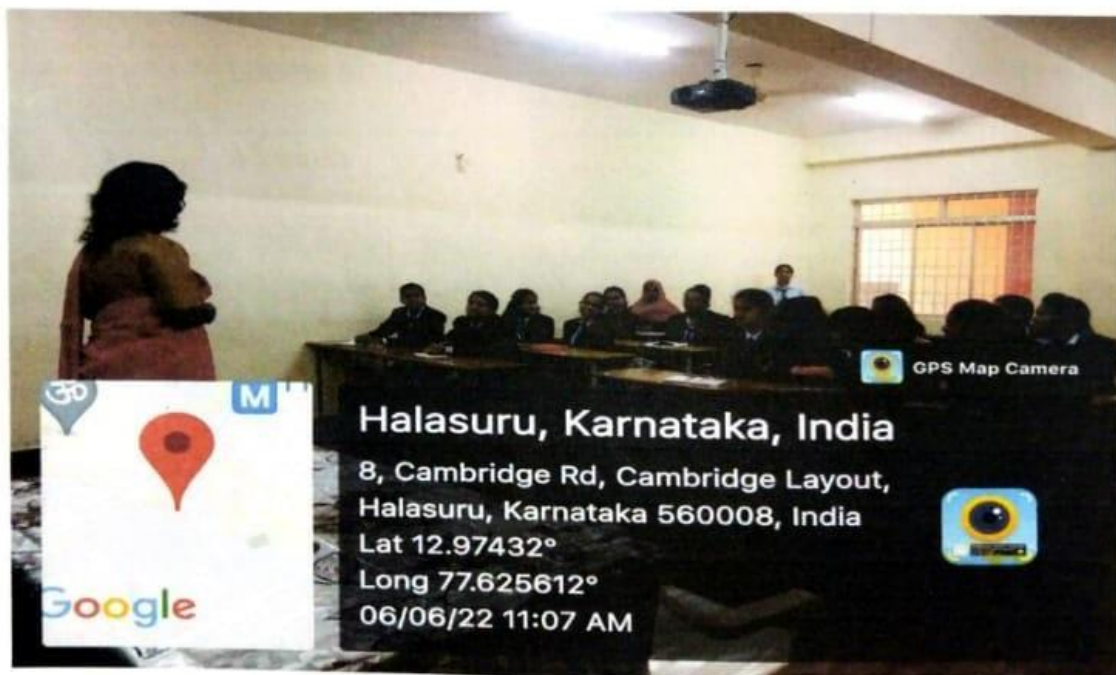 GPS Map Camera
ॐ
M
Halasuru, Karnataka, India
8, Cambridge Rd, Cambridge Layout,
Halasuru, Karnataka 560008, India
Lat 12.97432°
Long 77.625612°
06/06/22 11:07 AM
Google